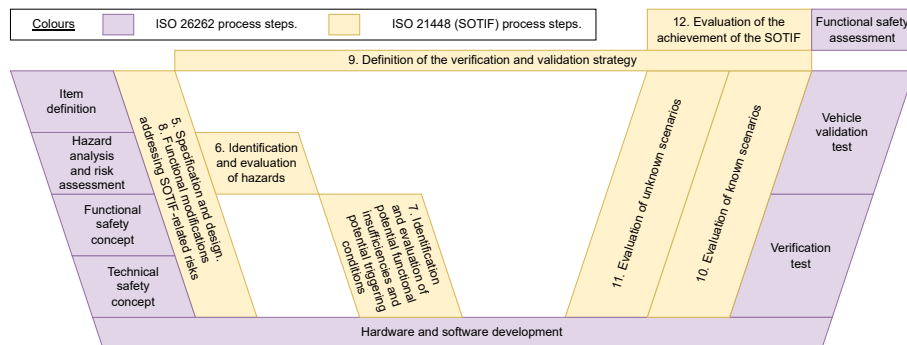 Colours
ISO 26262 process steps.
ISO 21448 (SOTIF) process steps.
12. Evaluation of the
achievement of the SOTIF
Functional safety
assessment
9. Definition of the verification and validation strategy
Item
definition
Hazard
analysis
and risk
assessment
Functional
safety
concept
Technical
safety
concept
5. Specification and design.
8. Functional modifications
addressing SOTIF-related risks
6. Identification
and evaluation
of hazards
7. Identification
and evaluation of
potential functional
insufficiencies and
potential triggering
conditions
11. Evaluation of unknown scenarios
10. Evaluation of known scenarios
Vehicle
validation
test
Verification
test
Hardware and software development